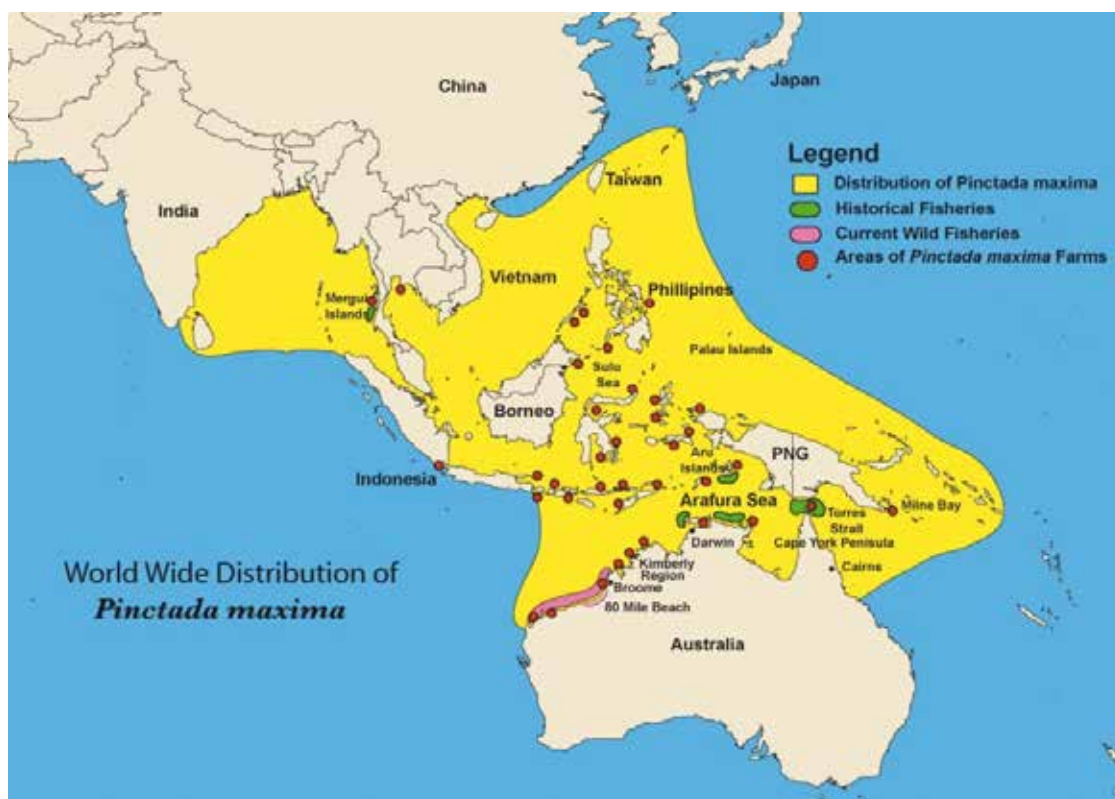 China
Japan
Legend
Distribution of Pinctada maxima
Historical Fisheries
Current Wild Fisheries
Areas of Pinctada maxima Farms
Taiwan
India
Vietnam
Mergui
Islands
Phillipines
Palau Islands
Sulu
Sea
Borneo
PNG
Aru
Islands
Indonesia
Arafura Sea
Milne Bay
Torres
Strait
Darwin
Cape York Penisula
Cairns
Kimberly
Region
Broome
80 Mile Beach
Australia
World Wide Distribution of
Pinctada maxima